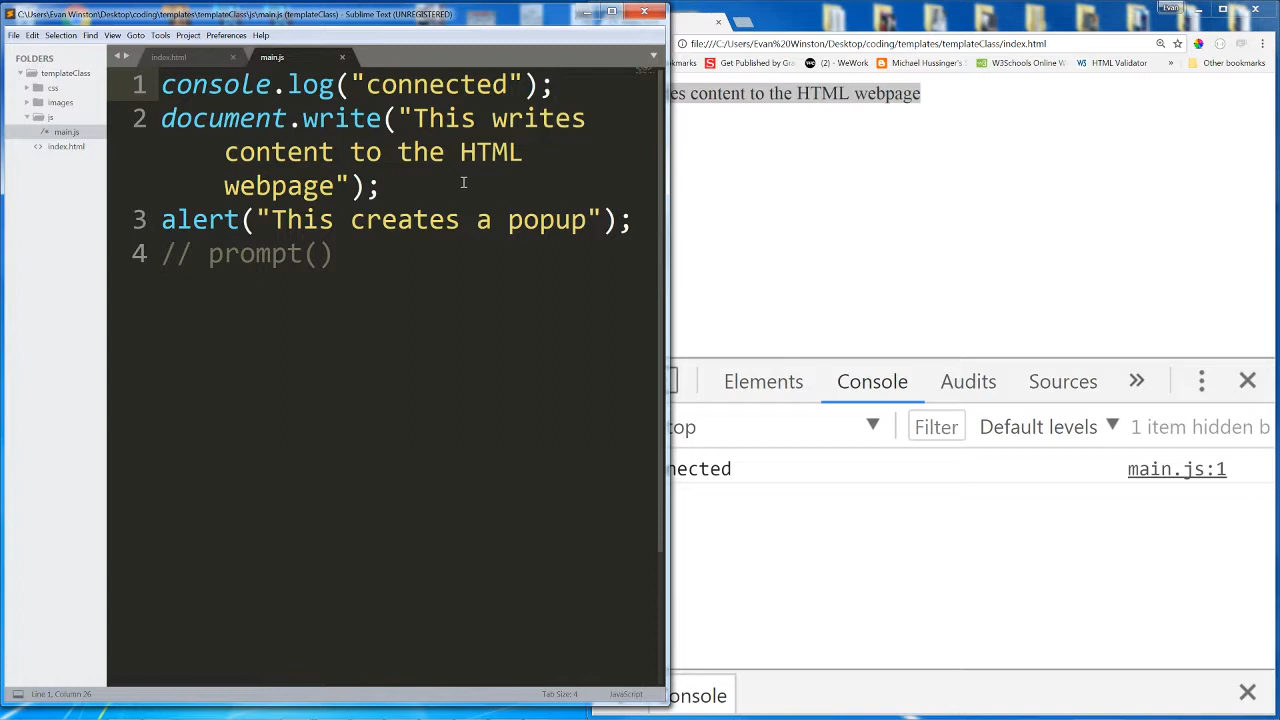 C:\Users\Evan Winston\Desktop\coding\templates\templateClass\js\main.js (templateClass) - Sublime Text (UNREGISTERED)
Evan
File Edit Selection Find View Goto Tools Project Preferences Help
file:///C:/Users/Evan%20Winston/Desktop/coding/templates/templateClass/index.html
FOLDERS
templateClass
css
images
js
main.js
index.html
index.html main.js
Get Published by Gra (2) - WeWork Michael Hussinger's B W3Schools Online W HTML Validator Other bookmarks
1 console.log("connected");
2 document.write("This writes
content to the HTML
webpage");
3 alert("This creates a popup");
4 // prompt()
es content to the HTML webpage
Elements Console Audits Sources »
op Filter Default levels 1 item hidden b
nected main.js:1
onsole
Line 1, Column 26 Tab Size: 4 JavaScript